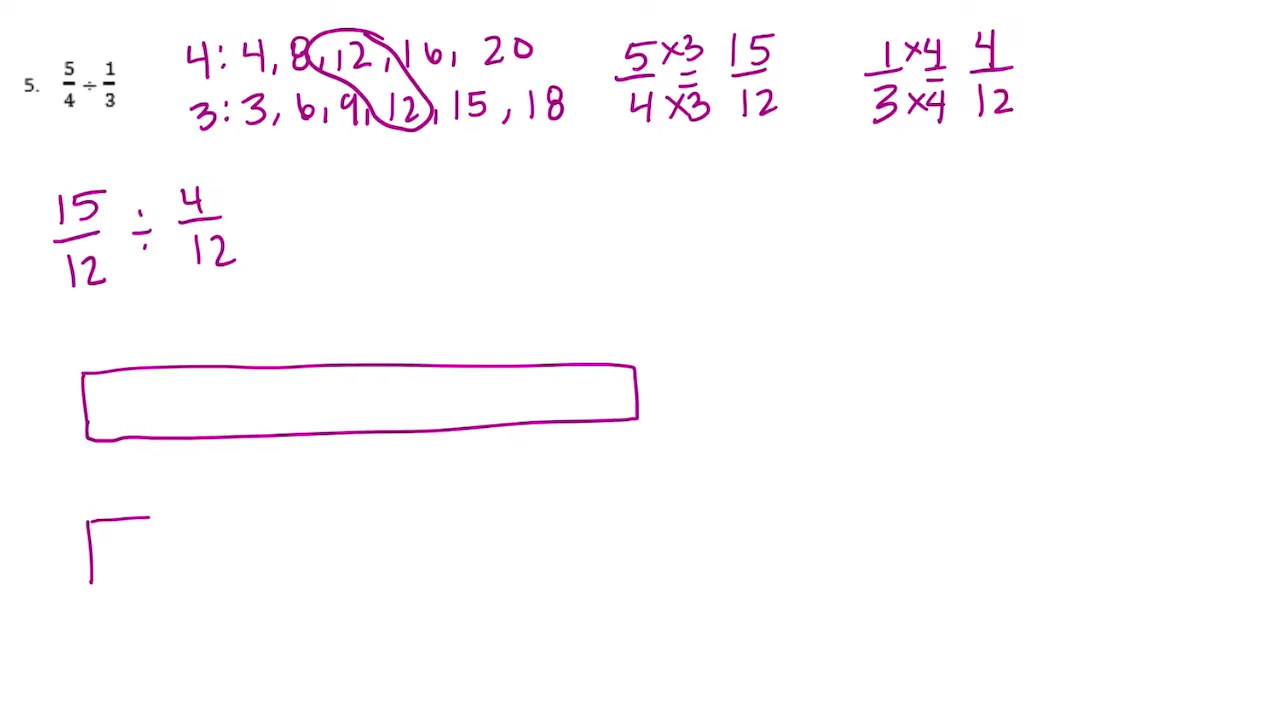 5. 5/4 ÷ 1/3
4: 4, 8, 12, 16, 20
3: 3, 6, 9, 12, 15, 18
5×3/4×3 = 15/12
1×4/3×4 = 4/12
15/12 ÷ 4/12